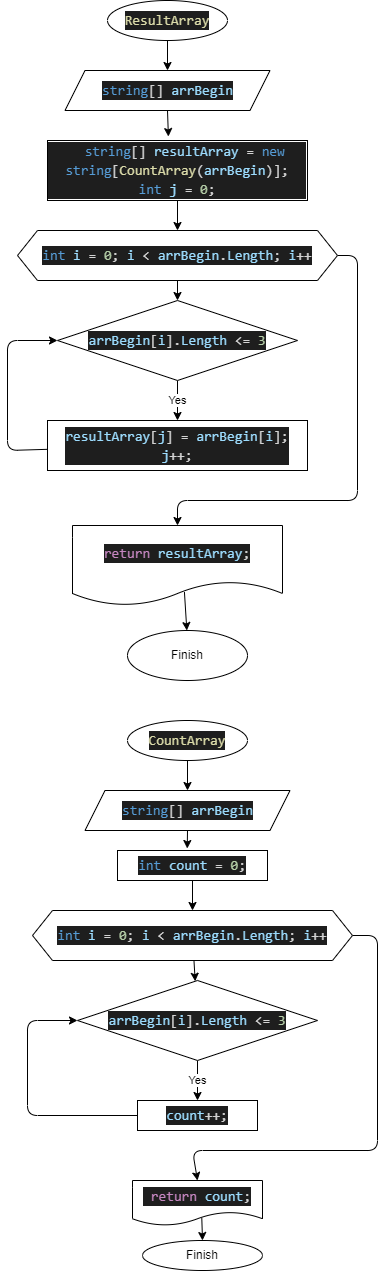 ResultArray
string[] arrBegin
string[] resultArray = new
string[CountArray(arrBegin)];
int j = 0;
int i = 0; i < arrBegin.Length; i++
arrBegin[i].Length <= 3
Yes
resultArray[j] = arrBegin[i];
j++;
return resultArray;
Finish
CountArray
string[] arrBegin
int count = 0;
int i = 0; i < arrBegin.Length; i++
arrBegin[i].Length <= 3
Yes
count++;
return count;
Finish